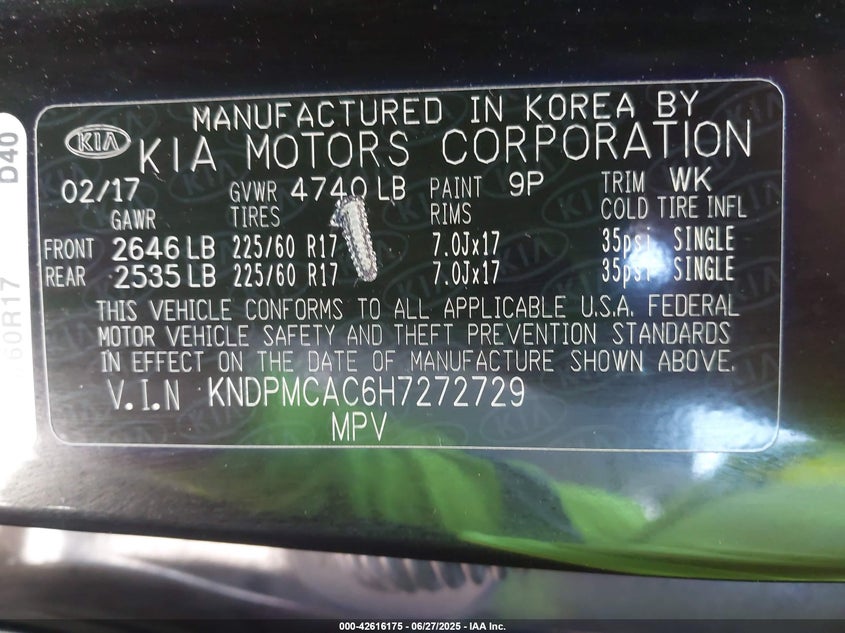 MANUFACTURED IN KOREA BY
KIA KIA MOTORS CORPORATION
02/17 GVWR 4740 LB PAINT 9P TRIM WK
GAWR TIRES RIMS COLD TIRE INFL
FRONT 2646 LB 225/60 R17 7.0Jx17 35psi SINGLE
REAR 2535 LB 225/60 R17 7.0Jx17 35psi SINGLE
THIS VEHICLE CONFORMS TO ALL APPLICABLE U.S.A. FEDERAL
MOTOR VEHICLE SAFETY AND THEFT PREVENTION STANDARDS
IN EFFECT ON THE DATE OF MANUFACTURE SHOWN ABOVE.
V.I.N KNDPMCAC6H7272729
MPV
D40
60R17
000-42616175 - 06/27/2025 - IAA Inc.